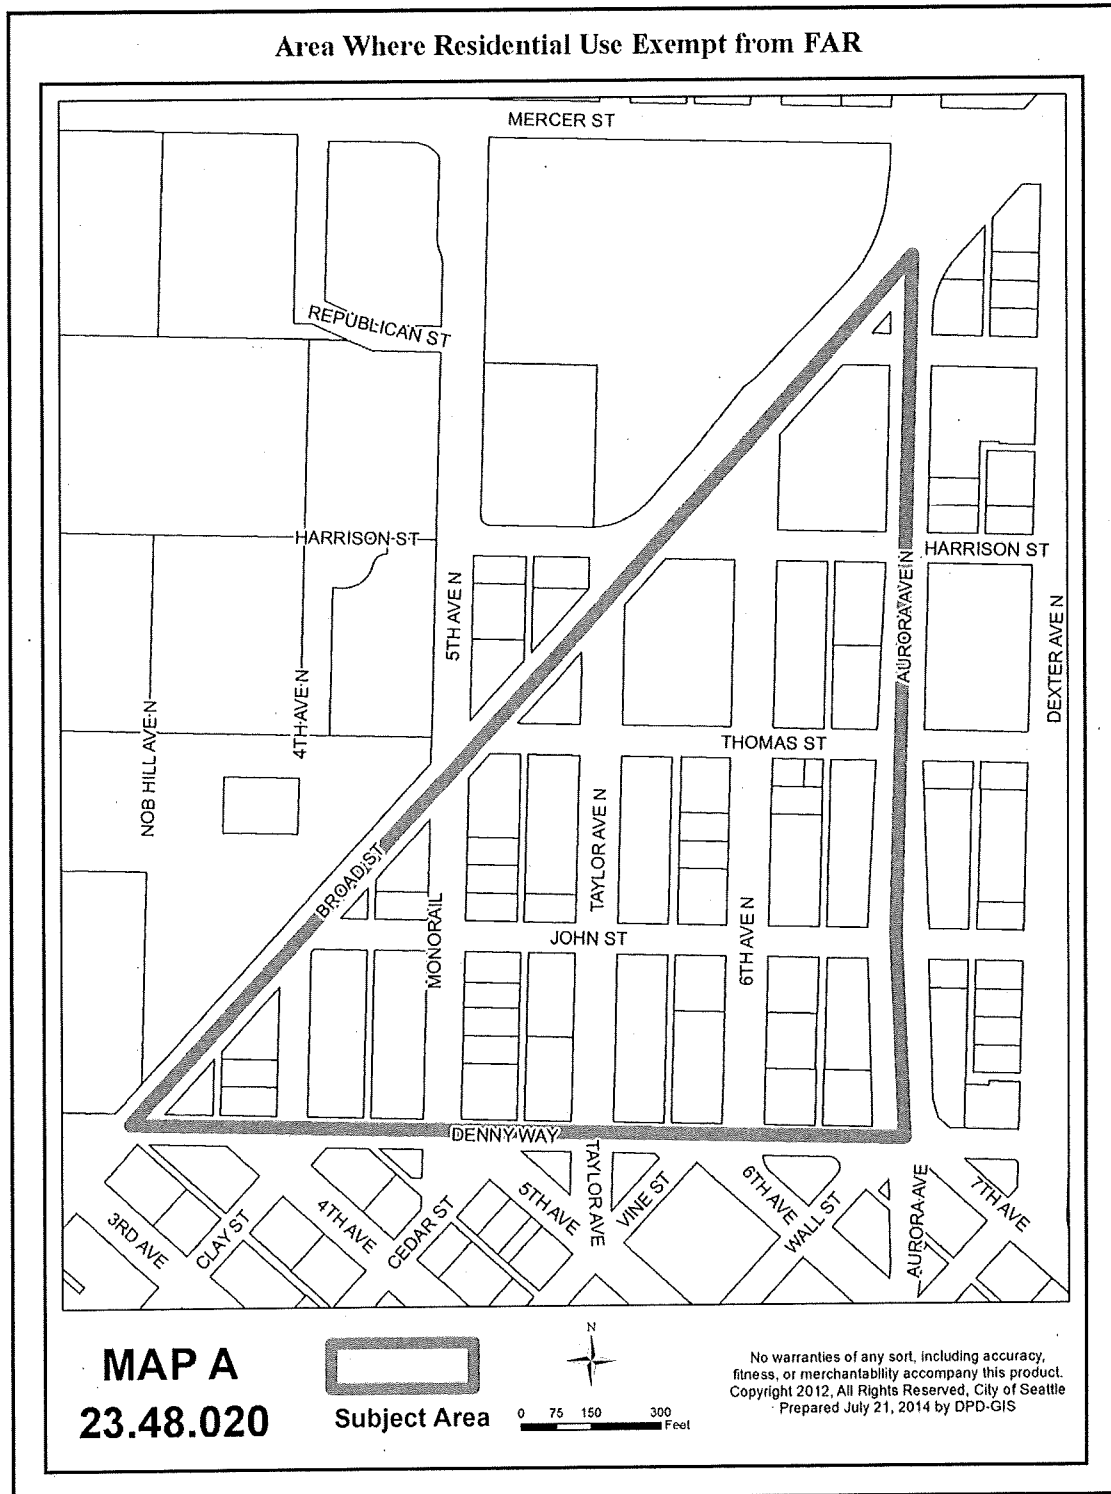 Area Where Residential Use Exempt from FAR
MERCER ST
REPUBLICAN ST
HARRISON ST
HARRISON ST
5TH AVE N
AURORA AVE N
DEXTER AVE N
NOB HILL AVE N
4TH AVE N
THOMAS ST
TAYLOR AVE N
BROAD ST
MONORAIL
6TH AVE N
JOHN ST
DENNY WAY
3RD AVE
CLAY ST
4TH AVE
CEDAR ST
5TH AVE
TAYLOR AVE
VINE ST
6TH AVE
WALL ST
AURORA AVE
7TH AVE
MAP A
23.48.020
Subject Area
N
0 75 150 300
Feet
No warranties of any sort, including accuracy,
fitness, or merchantability accompany this product.
Copyright 2012, All Rights Reserved, City of Seattle
Prepared July 21, 2014 by DPD-GIS